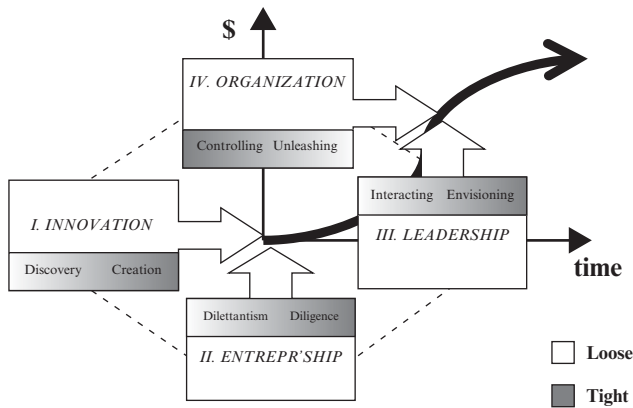 $
IV. ORGANIZATION
Controlling Unleashing
I. INNOVATION
Discovery Creation
Interacting Envisioning
III. LEADERSHIP
time
Dilettantism Diligence
II. ENTREPR'SHIP
Loose
Tight